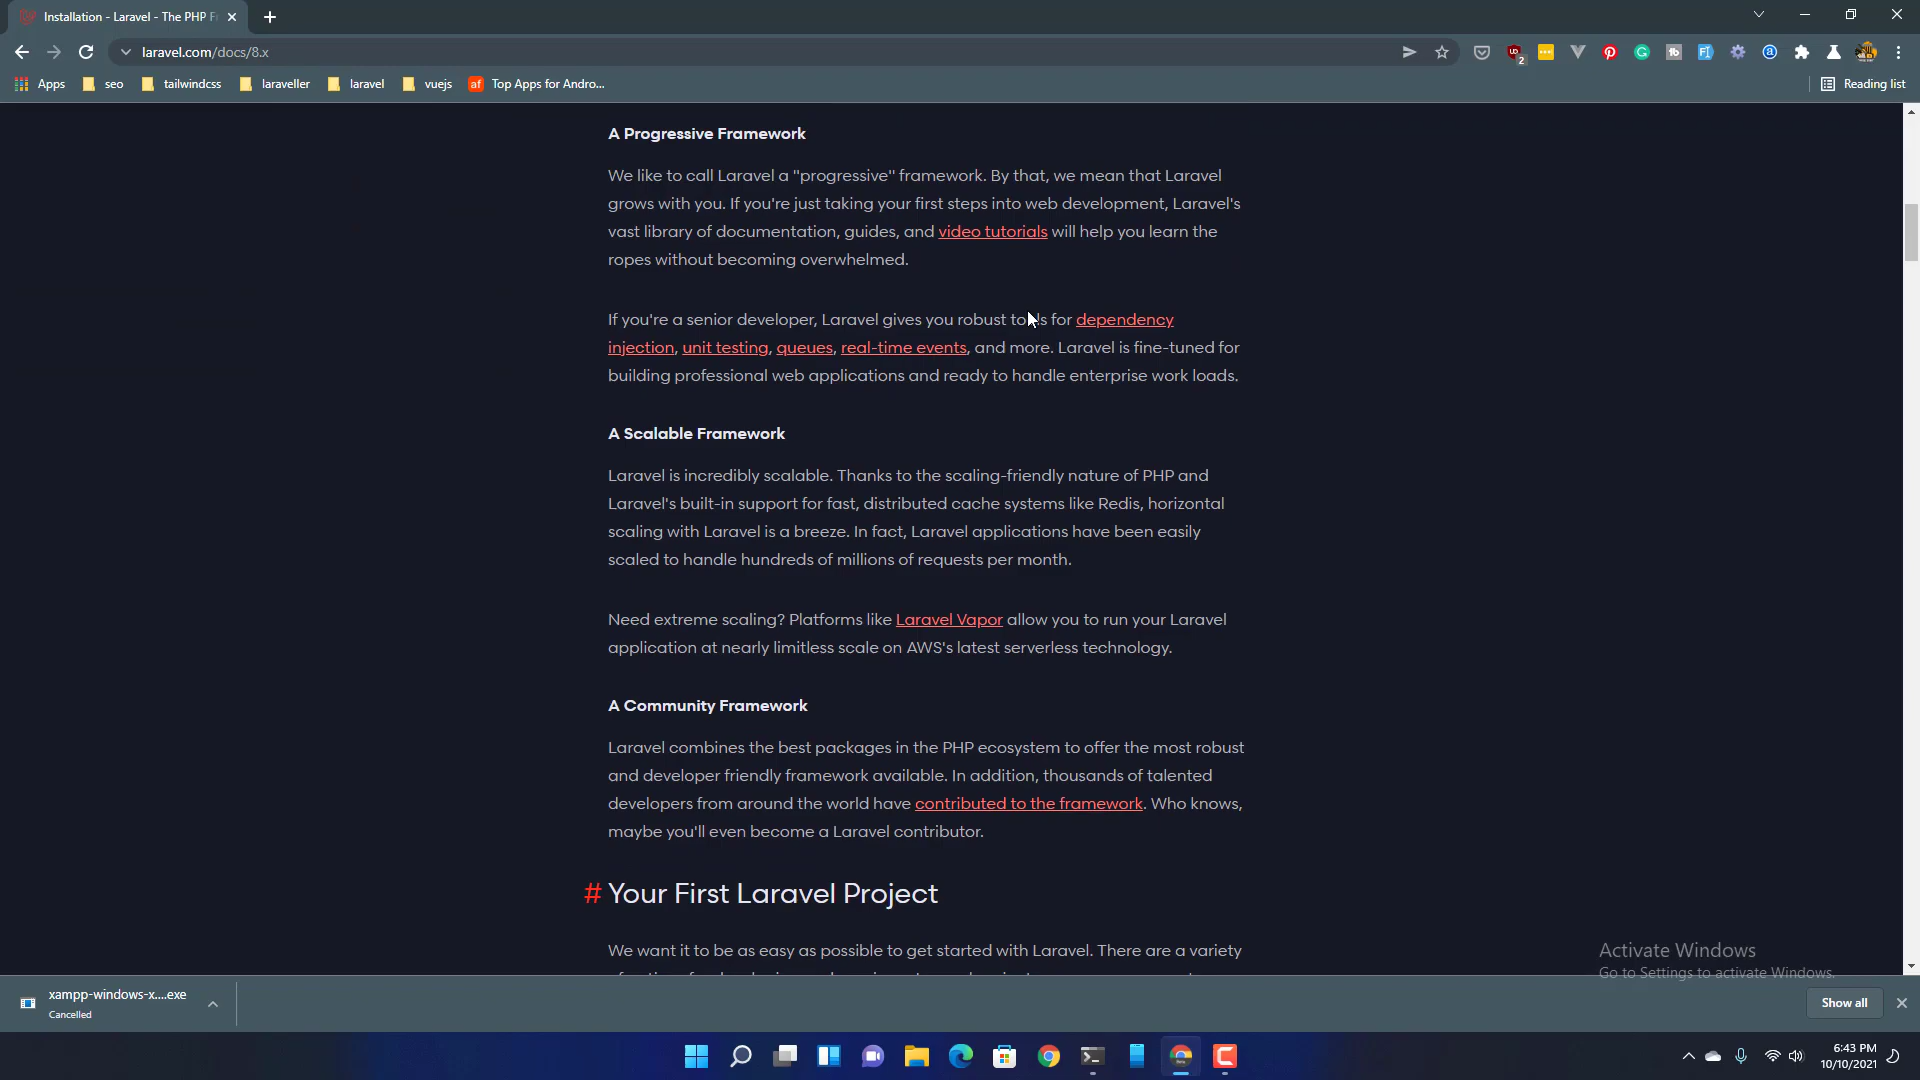 Installation - Laravel - The PHP F
laravel.com/docs/8.x
2
Apps
seo
tailwindcss
laraveller
laravel
vuejs
af
Top Apps for Andro...
Reading list
A Progressive Framework
We like to call Laravel a "progressive" framework. By that, we mean that Laravel
grows with you. If you're just taking your first steps into web development, Laravel's
vast library of documentation, guides, and video tutorials will help you learn the
ropes without becoming overwhelmed.
If you're a senior developer, Laravel gives you robust tools for dependency
injection, unit testing, queues, real-time events, and more. Laravel is fine-tuned for
building professional web applications and ready to handle enterprise work loads.
A Scalable Framework
Laravel is incredibly scalable. Thanks to the scaling-friendly nature of PHP and
Laravel's built-in support for fast, distributed cache systems like Redis, horizontal
scaling with Laravel is a breeze. In fact, Laravel applications have been easily
scaled to handle hundreds of millions of requests per month.
Need extreme scaling? Platforms like Laravel Vapor allow you to run your Laravel
application at nearly limitless scale on AWS's latest serverless technology.
A Community Framework
Laravel combines the best packages in the PHP ecosystem to offer the most robust
and developer friendly framework available. In addition, thousands of talented
developers from around the world have contributed to the framework. Who knows,
maybe you'll even become a Laravel contributor.
# Your First Laravel Project
We want it to be as easy as possible to get started with Laravel. There are a variety
Activate Windows
Go to Settings to activate Windows.
xampp-windows-x....exe
Cancelled
Show all
6:43 PM
10/10/2021